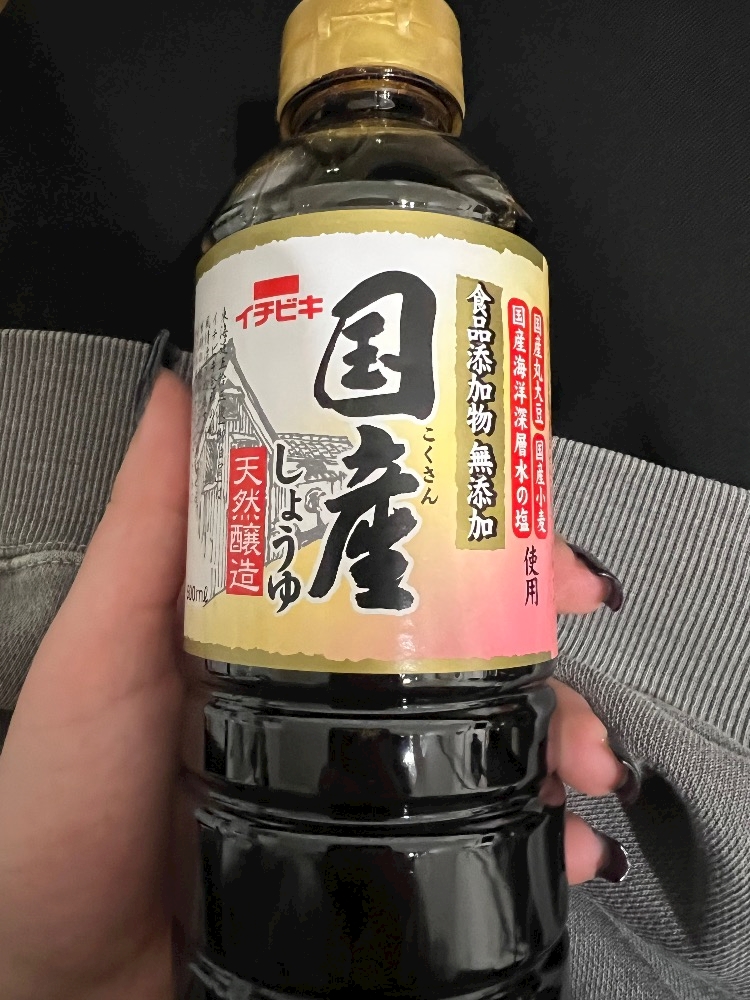 イチビキ
国産
こくさん
しょうゆ
天然醸造
食品添加物 無添加
国産丸大豆 国産小麦
国産海洋深層水の塩
使用
500ml